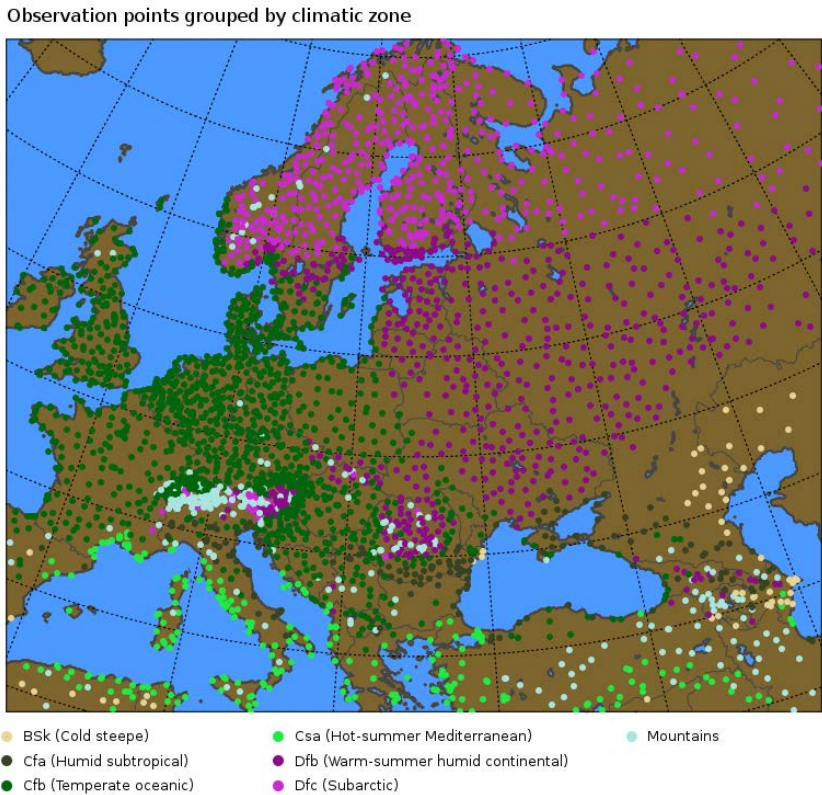 Observation points grouped by climatic zone
BSk (Cold steepe)
Cfa (Humid subtropical)
Cfb (Temperate oceanic)
Csa (Hot-summer Mediterranean)
Dfb (Warm-summer humid continental)
Dfc (Subarctic)
Mountains